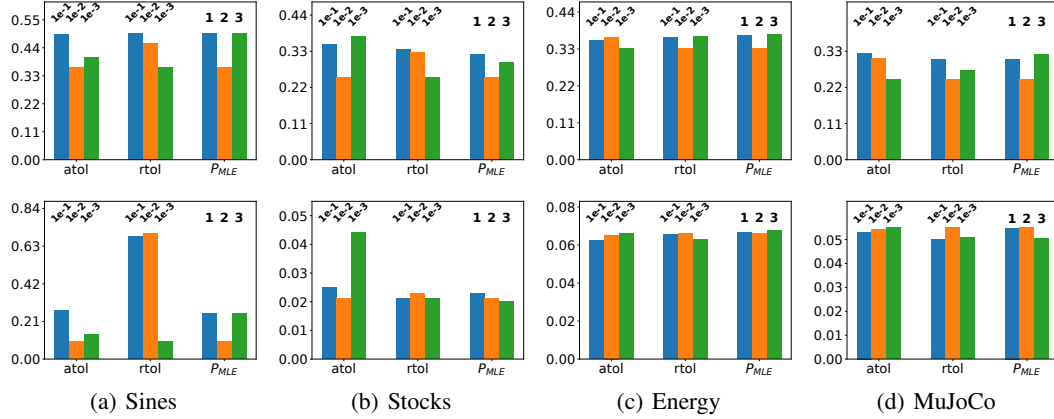 1e-1 1e-2 1e-3 1e-1 1e-2 1e-3 1 2 3
0.55
0.44
0.33
0.22
0.11
0.00
atol rtol P_MLE
1e-1 1e-2 1e-3 1e-1 1e-2 1e-3 1 2 3
0.44
0.33
0.22
0.11
0.00
atol rtol P_MLE
1e-1 1e-2 1e-3 1e-1 1e-2 1e-3 1 2 3
0.44
0.33
0.22
0.11
0.00
atol rtol P_MLE
1e-1 1e-2 1e-3 1e-1 1e-2 1e-3 1 2 3
0.33
0.22
0.11
0.00
atol rtol P_MLE
1e-1 1e-2 1e-3 1e-1 1e-2 1e-3 1 2 3
0.84
0.63
0.42
0.21
0.00
atol rtol P_MLE
1e-1 1e-2 1e-3 1e-1 1e-2 1e-3 1 2 3
0.05
0.04
0.02
0.01
0.00
atol rtol P_MLE
1e-1 1e-2 1e-3 1e-1 1e-2 1e-3 1 2 3
0.08
0.06
0.04
0.02
0.00
atol rtol P_MLE
1e-1 1e-2 1e-3 1e-1 1e-2 1e-3 1 2 3
0.05
0.04
0.03
0.01
0.00
atol rtol P_MLE
(a) Sines
(b) Stocks
(c) Energy
(d) MuJoCo